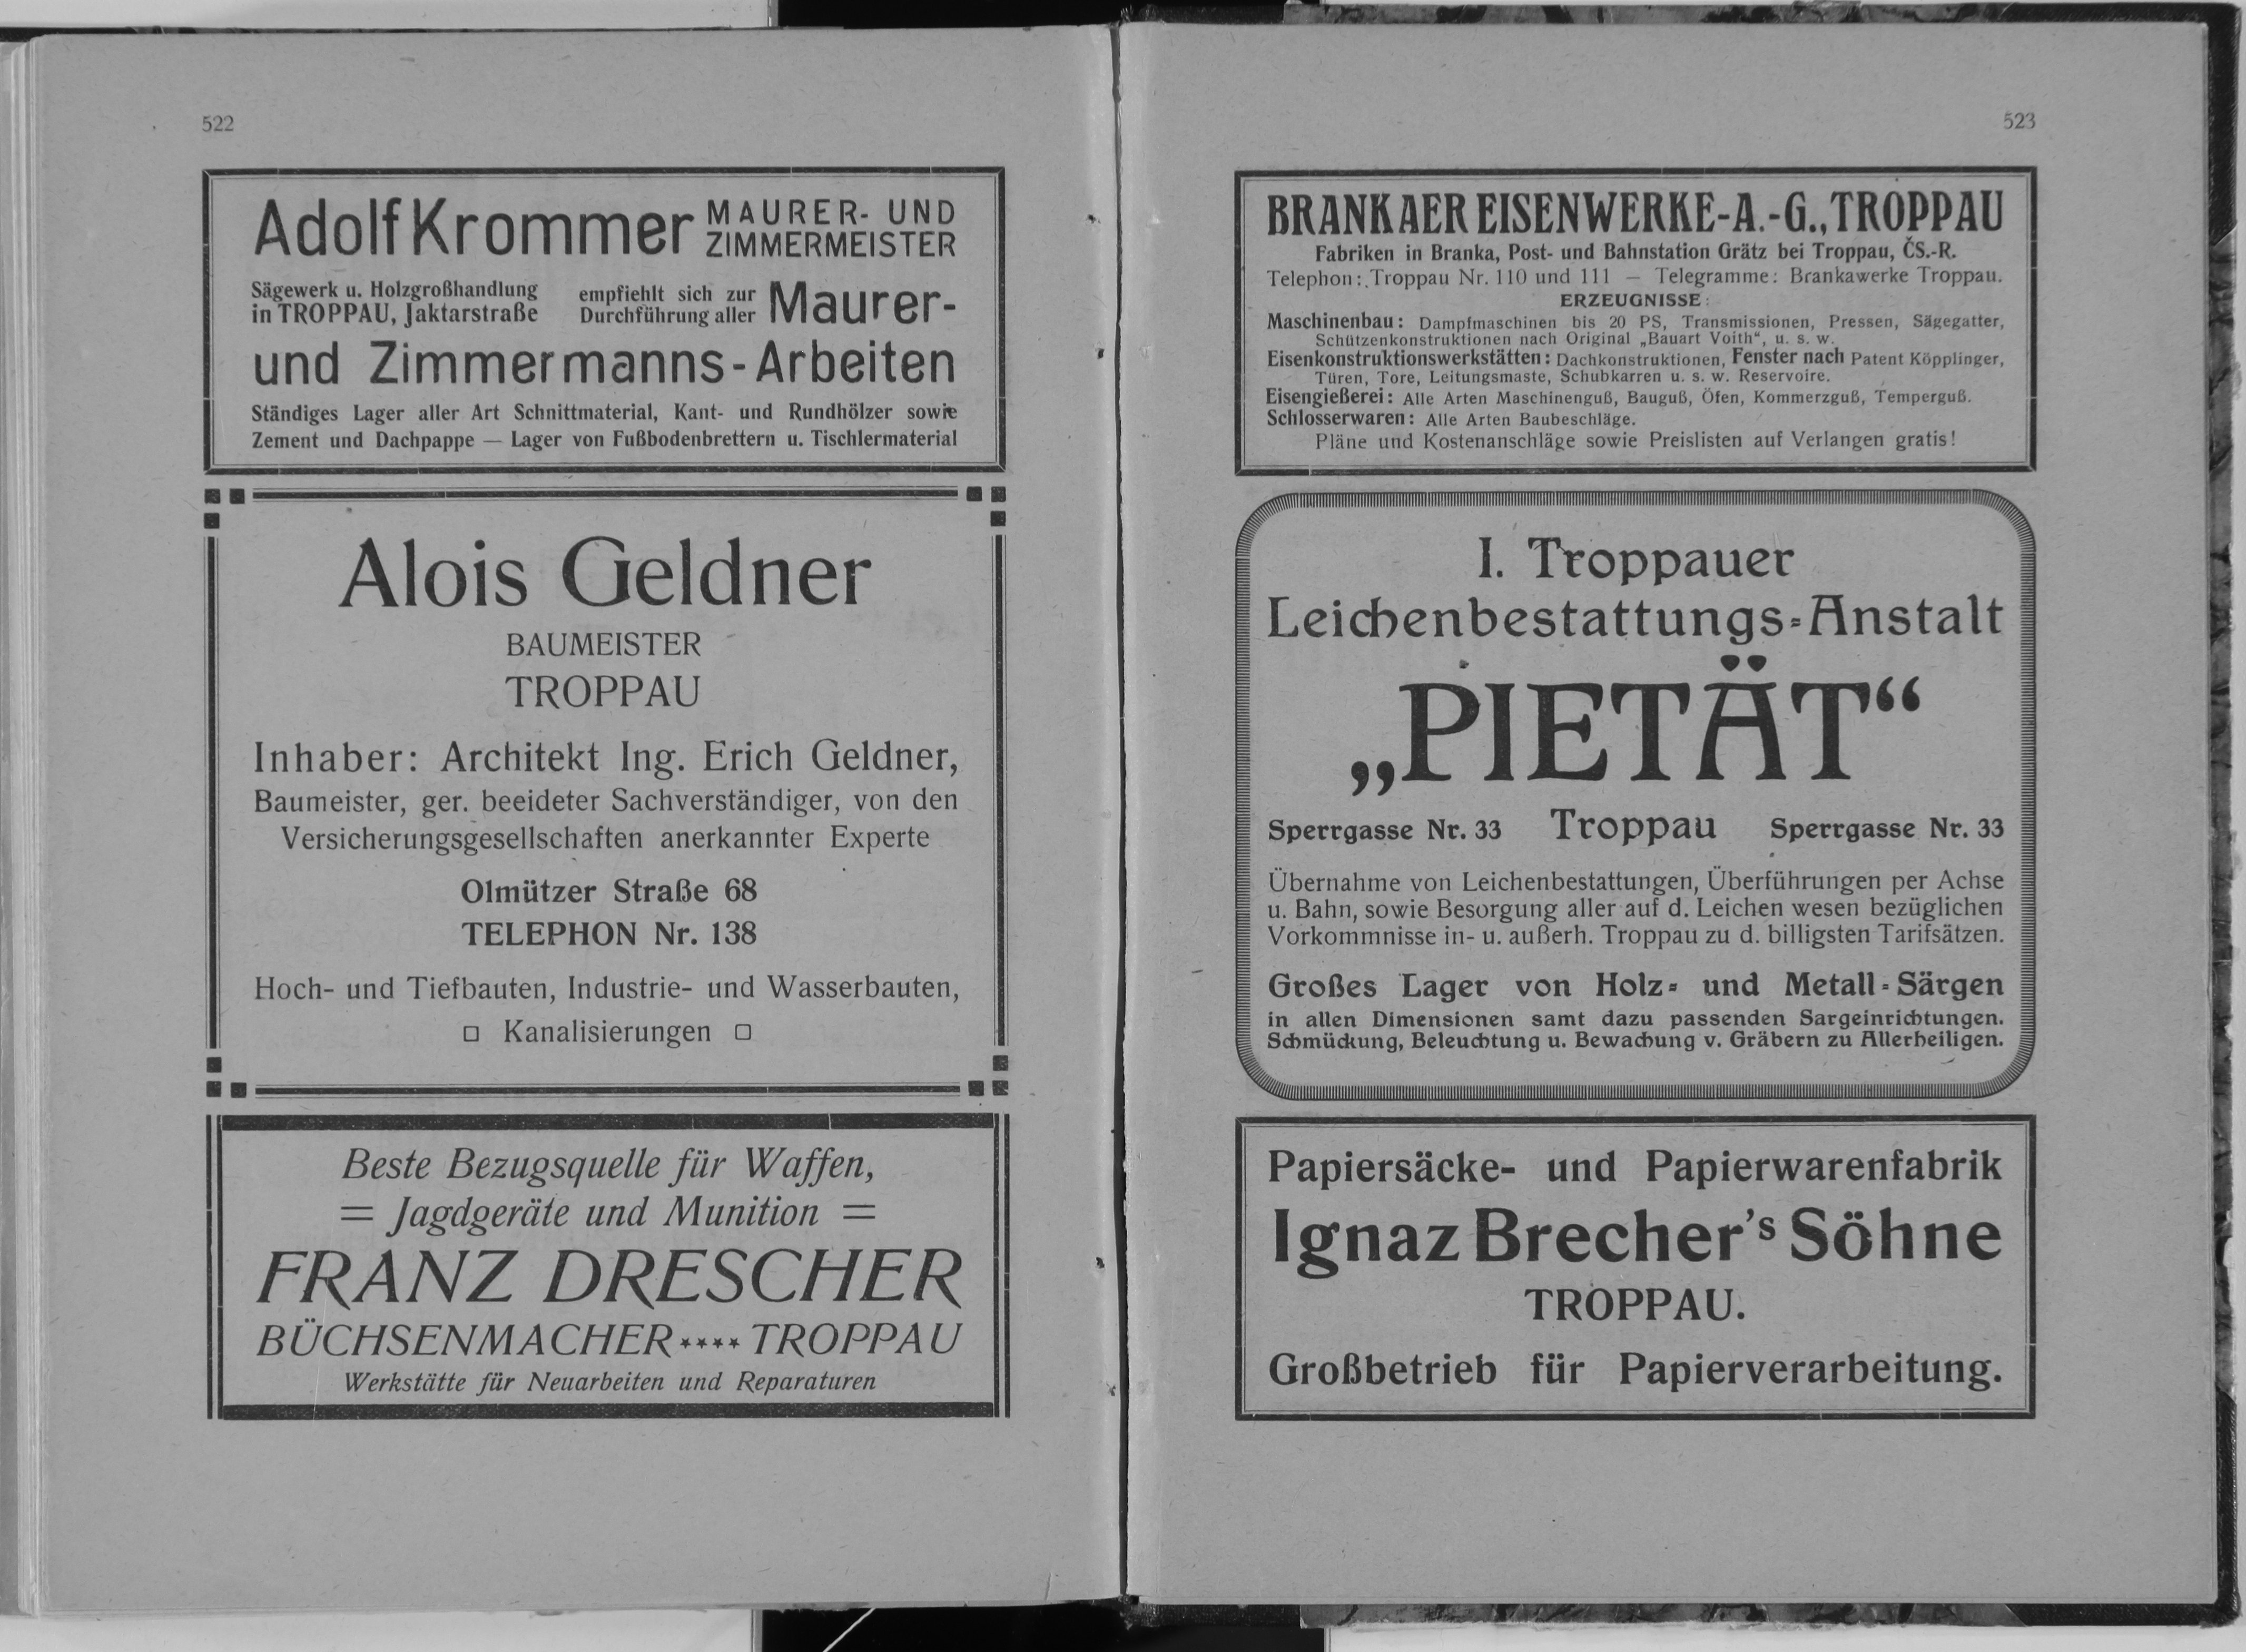 522
Adolf Krommer MAURER- UND
ZIMMERMEISTER
Sägewerk u. Holzgroßhandlung
in TROPPAU, Jaktarstraße
empfiehlt sich zur
Durchführung aller
Maurer-
und Zimmermanns-Arbeiten
Ständiges Lager aller Art Schnittmaterial, Kant- und Rundhölzer sowie
Zement und Dachpappe — Lager von Fußbodenbrettern u. Tischlermaterial
Alois Geldner
BAUMEISTER
TROPPAU
Inhaber: Architekt Ing. Erich Geldner,
Baumeister, ger. beeideter Sachverständiger, von den
Versicherungsgesellschaften anerkannter Experte
Olmützer Straße 68
TELEPHON Nr. 138
Hoch- und Tiefbauten, Industrie- und Wasserbauten,
□ Kanalisierungen □
Beste Bezugsquelle für Waffen,
= Jagdgeräte und Munition =
FRANZ DRESCHER
BÜCHSENMACHER **** TROPPAU
Werkstätte für Neuarbeiten und Reparaturen
523
BRANKAER EISENWERKE-A.-G., TROPPAU
Fabriken in Branka, Post- und Bahnstation Grätz bei Troppau, ČS.-R.
Telephon: Troppau Nr. 110 und 111 — Telegramme: Brankawerke Troppau.
ERZEUGNISSE:
Maschinenbau: Dampfmaschinen bis 20 PS, Transmissionen, Pressen, Sägegatter,
Schützenkonstruktionen nach Original „Bauart Voith“, u. s. w.
Eisenkonstruktionswerkstätten: Dachkonstruktionen, Fenster nach Patent Köpplinger,
Türen, Tore, Leitungsmaste, Schubkarren u. s. w. Reservoire.
Eisengießerei: Alle Arten Maschinenguß, Bauguß, Öfen, Kommerzguß, Temperguß.
Schlosserwaren: Alle Arten Baubeschläge.
Pläne und Kostenanschläge sowie Preislisten auf Verlangen gratis!
I. Troppauer
Leichenbestattungs-Anstalt
„PIETÄT“
Sperrgasse Nr. 33 Troppau Sperrgasse Nr. 33
Übernahme von Leichenbestattungen, Überführungen per Achse
u. Bahn, sowie Besorgung aller auf d. Leichen wesen bezüglichen
Vorkommnisse in- u. außerh. Troppau zu d. billigsten Tarifsätzen.
Großes Lager von Holz- und Metall-Särgen
in allen Dimensionen samt dazu passenden Sargeinrichtungen.
Schmückung, Beleuchtung u. Bewachung v. Gräbern zu Allerheiligen.
Papiersäcke- und Papierwarenfabrik
Ignaz Brecher's Söhne
TROPPAU.
Großbetrieb für Papierverarbeitung.